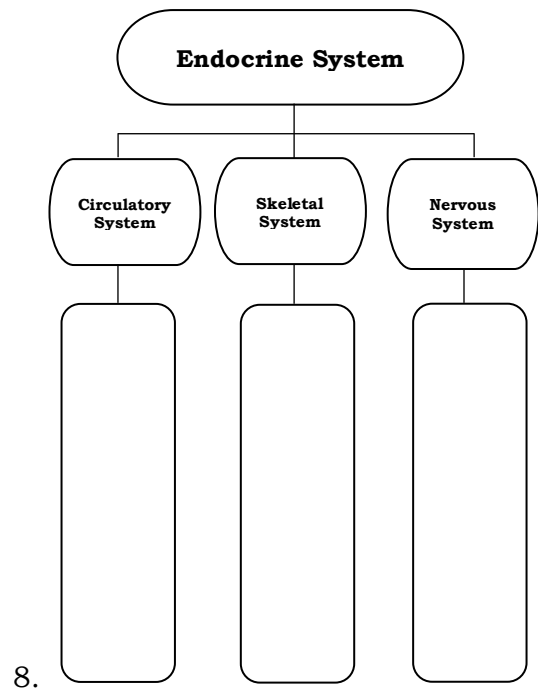 Endocrine System
Circulatory
System
Skeletal
System
Nervous
System
8.